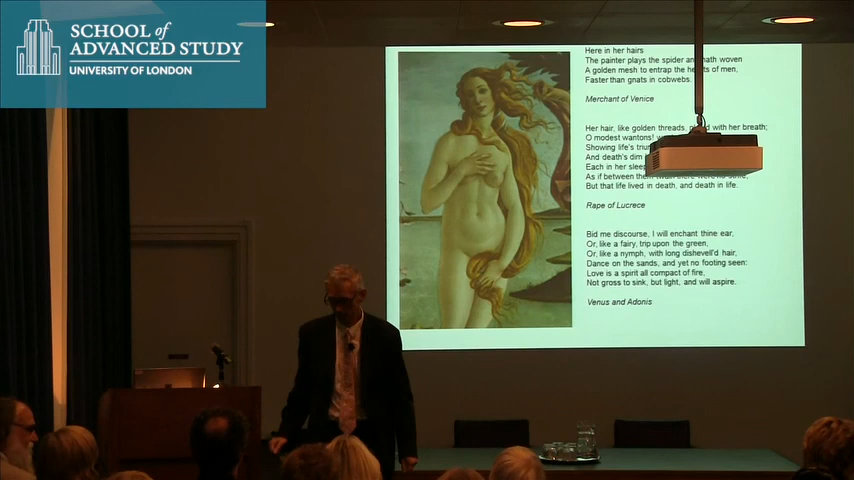 SCHOOL of
ADVANCED STUDY
UNIVERSITY OF LONDON
Here in her hairs
The painter plays the spider and hath woven
A golden mesh to entrap the hearts of men,
Faster than gnats in cobwebs.
Merchant of Venice
Her hair, like golden threads, with her breath;
O modest wantons!
Showing life's
And death's dim
Each in her
As if between
But that life lived in death, and death in life.
Rape of Lucrece
Bid me discourse, I will enchant thine ear,
Or, like a fairy, trip upon the green,
Or, like a nymph, with long dishevell'd hair,
Dance on the sands, and yet no footing seen:
Love is a spirit all compact of fire,
Not gross to sink, but light, and will aspire.
Venus and Adonis